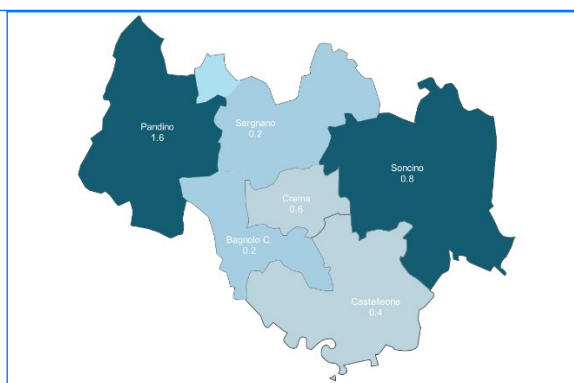 Pandino
1.6
Sergnano
0.2
Soncino
0.8
Crema
0.6
Bagnolo C.
0.2
Castelleone
0.4